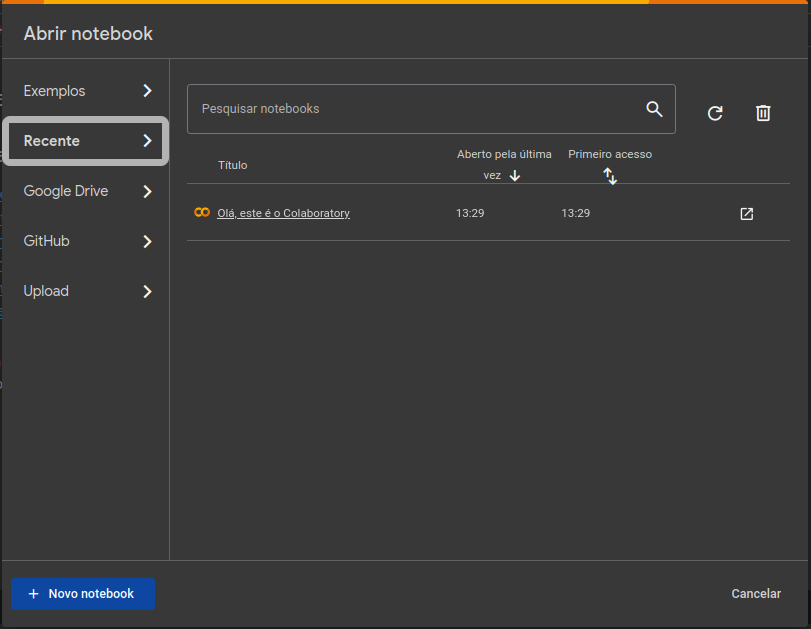 Abrir notebook
Exemplos
Recente
Google Drive
GitHub
Upload
Pesquisar notebooks
Título
Aberto pela última
vez
Primeiro acesso
Olá, este é o Colaboratory
13:29
13:29
+ Novo notebook
Cancelar